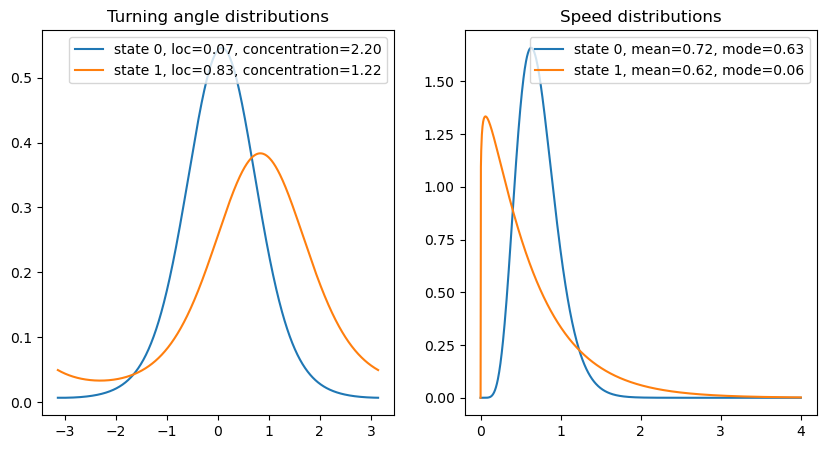 Turning angle distributions
state 0, loc=0.07, concentration=2.20
state 1, loc=0.83, concentration=1.22
0.5
0.4
0.3
0.2
0.1
0.0
−3 −2 −1 0 1 2 3
Speed distributions
state 0, mean=0.72, mode=0.63
state 1, mean=0.62, mode=0.06
1.50
1.25
1.00
0.75
0.50
0.25
0.00
0 1 2 3 4